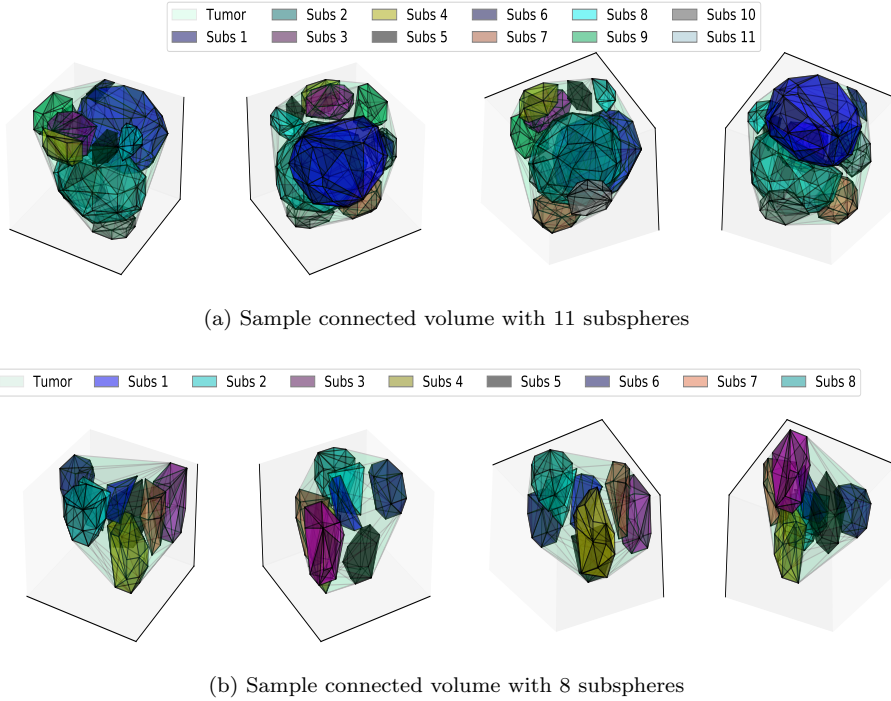 Tumor Subs 2 Subs 4 Subs 6 Subs 8 Subs 10
Subs 1 Subs 3 Subs 5 Subs 7 Subs 9 Subs 11
(a) Sample connected volume with 11 subspheres
Tumor Subs 1 Subs 2 Subs 3 Subs 4 Subs 5 Subs 6 Subs 7 Subs 8
(b) Sample connected volume with 8 subspheres